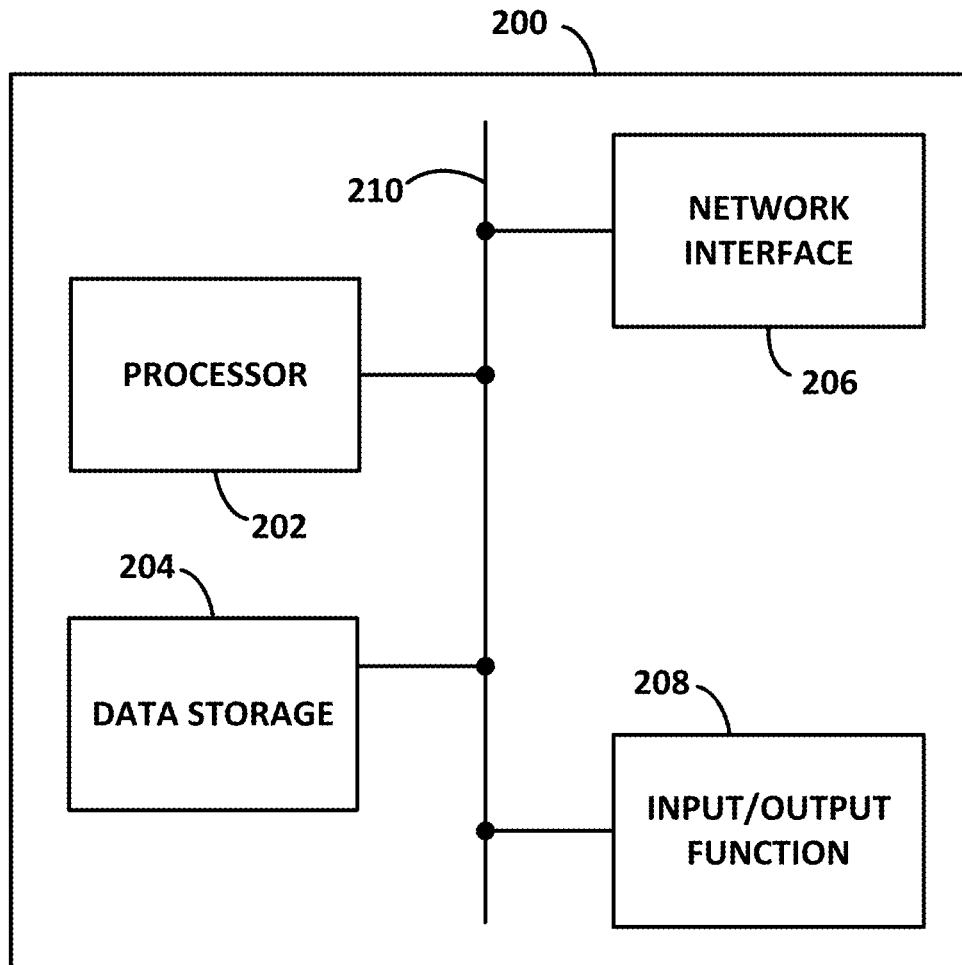 200
210
NETWORK
INTERFACE
206
PROCESSOR
202
204
DATA STORAGE
208
INPUT/OUTPUT
FUNCTION